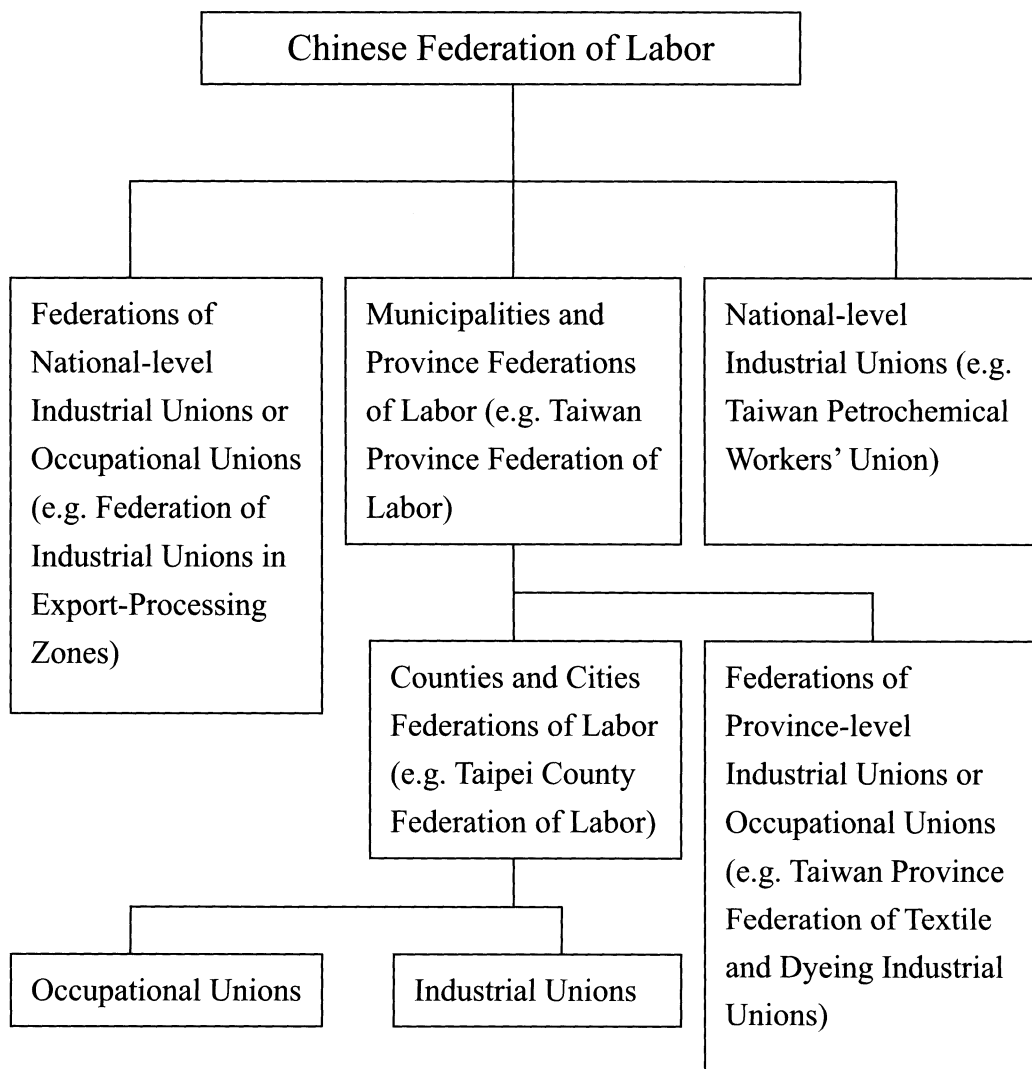 Chinese Federation of Labor
Federations of
National-level
Industrial Unions or
Occupational Unions
(e.g. Federation of
Industrial Unions in
Export-Processing
Zones)
Municipalities and
Province Federations
of Labor (e.g. Taiwan
Province Federation of
Labor)
National-level
Industrial Unions (e.g.
Taiwan Petrochemical
Workers’ Union)
Counties and Cities
Federations of Labor
(e.g. Taipei County
Federation of Labor)
Federations of
Province-level
Industrial Unions or
Occupational Unions
(e.g. Taiwan Province
Federation of Textile
and Dyeing Industrial
Unions)
Occupational Unions
Industrial Unions